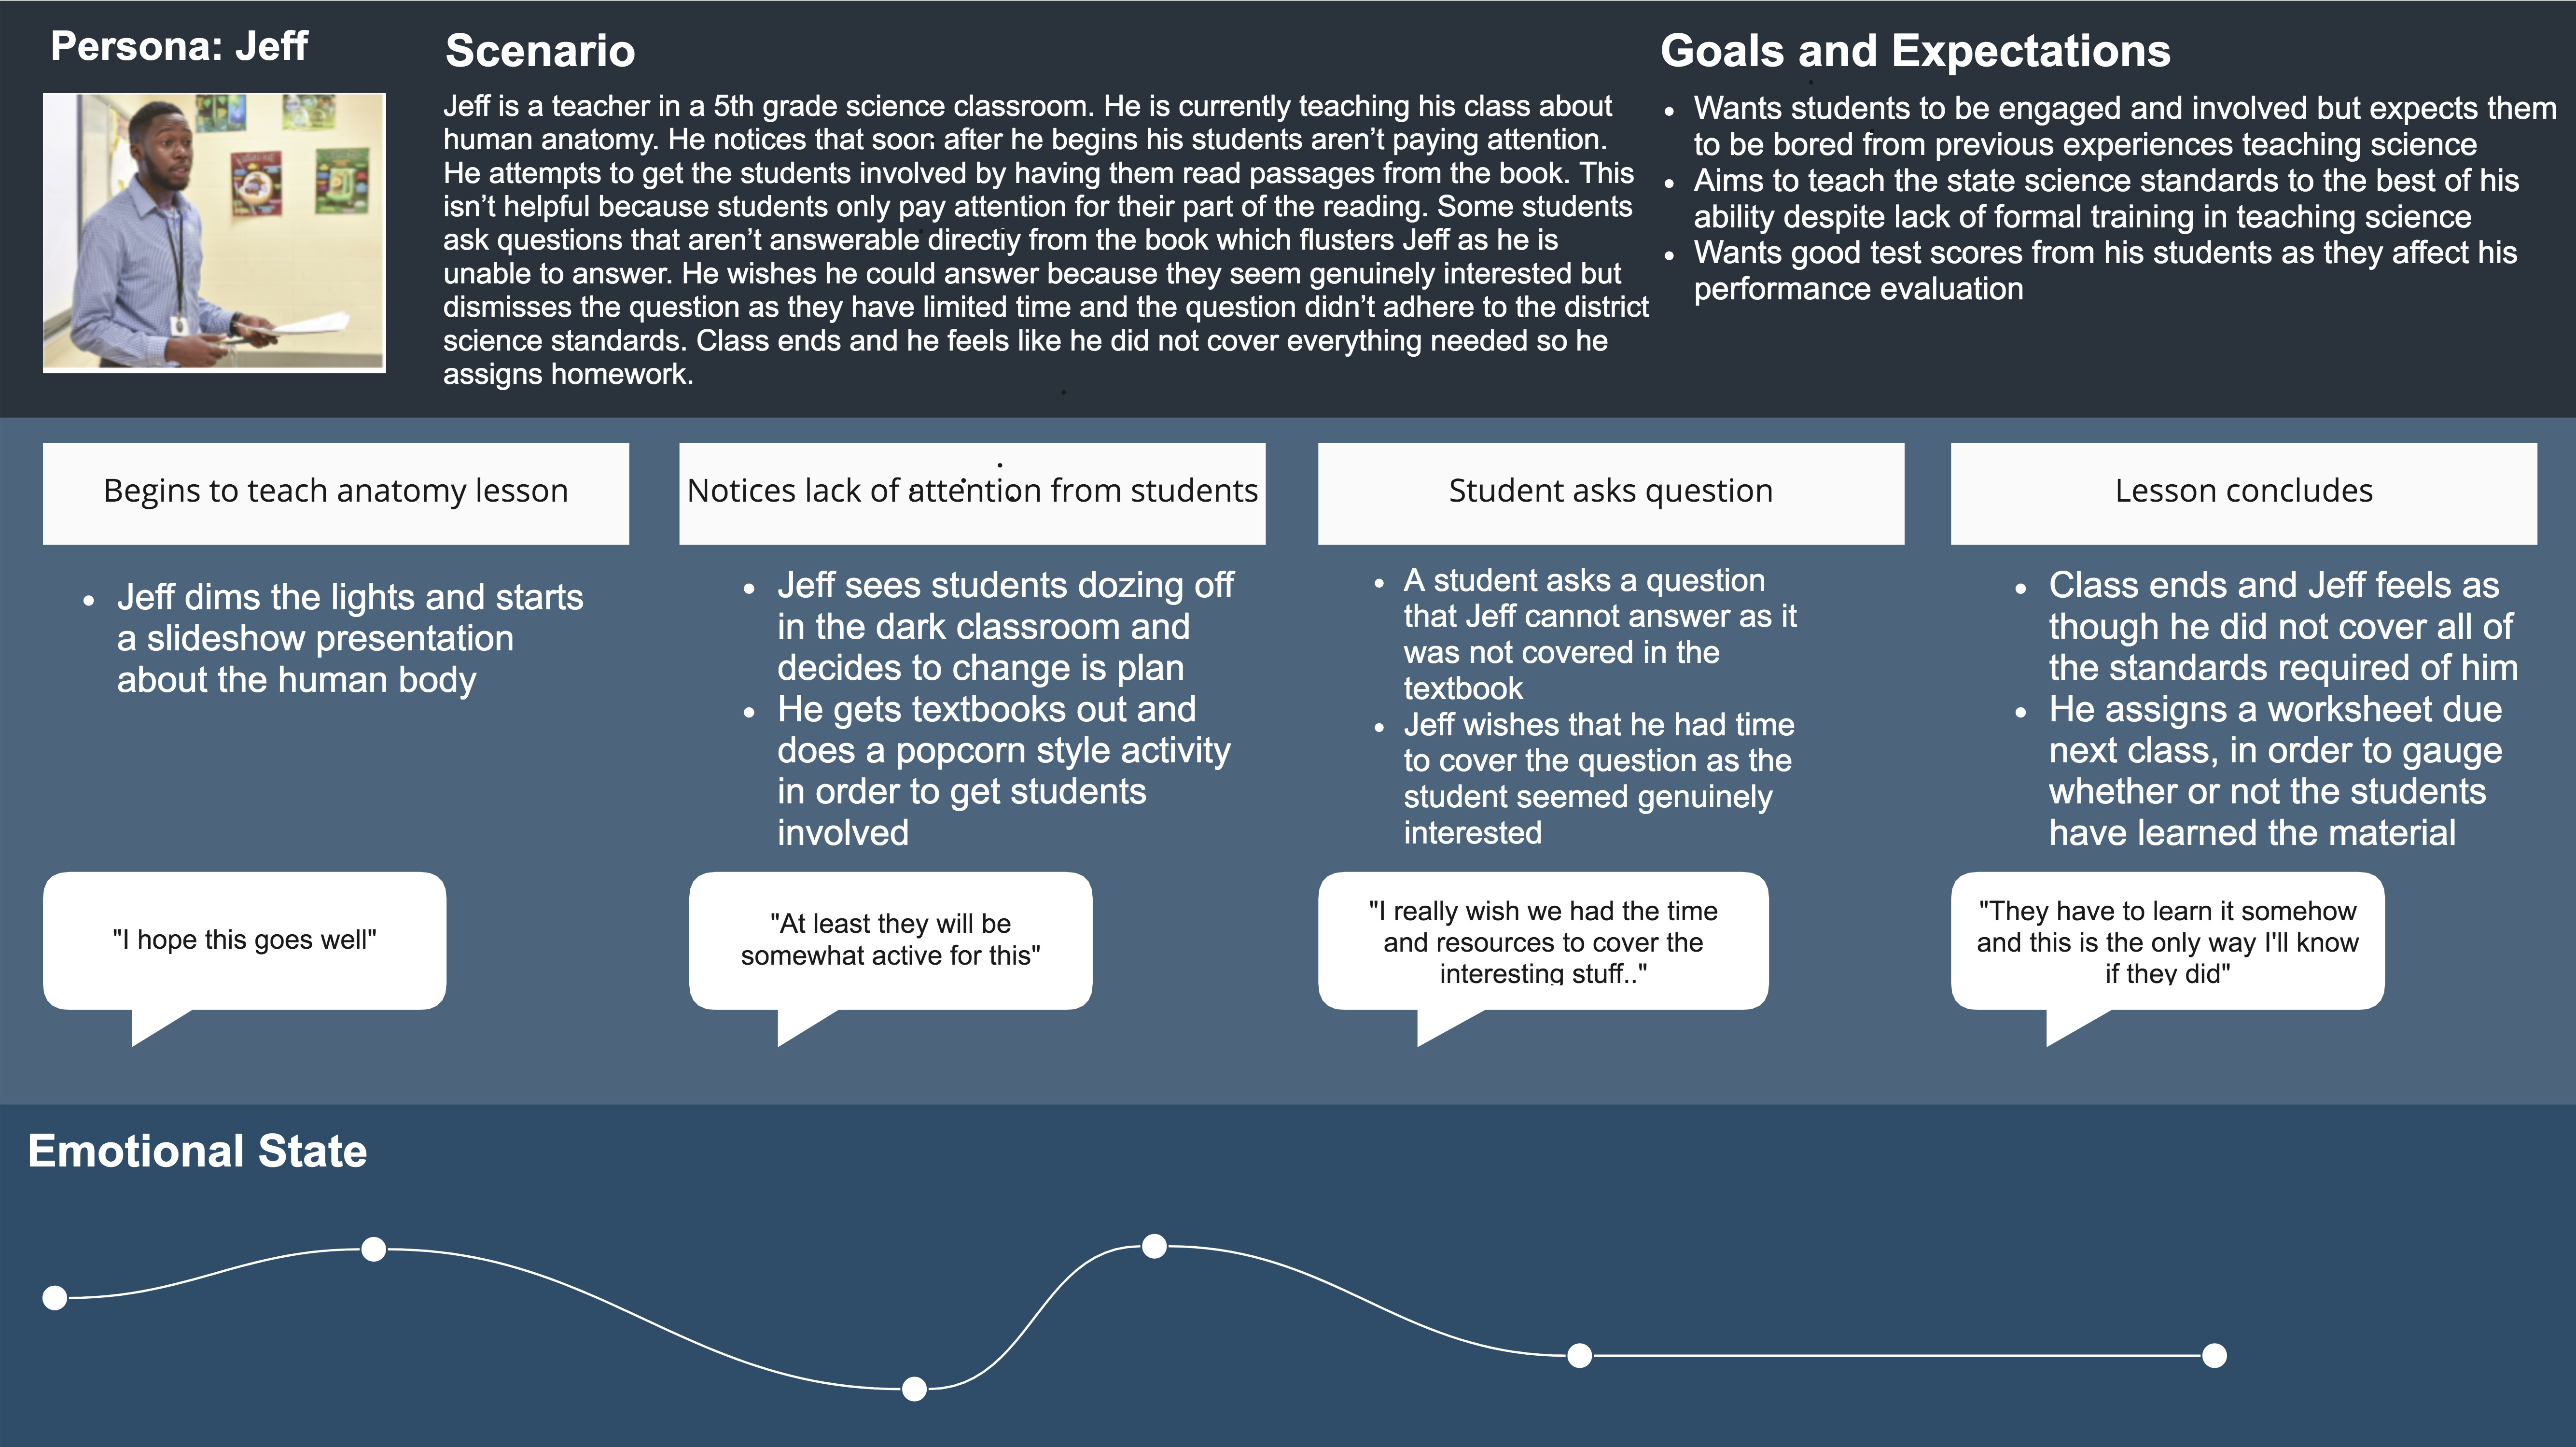 Persona: Jeff
Scenario
Jeff is a teacher in a 5th grade science classroom. He is currently teaching his class about
human anatomy. He notices that soon after he begins his students aren’t paying attention.
He attempts to get the students involved by having them read passages from the book. This
isn’t helpful because students only pay attention for their part of the reading. Some students
ask questions that aren’t answerable directly from the book which flusters Jeff as he is
unable to answer. He wishes he could answer because they seem genuinely interested but
dismisses the question as they have limited time and the question didn’t adhere to the district
science standards. Class ends and he feels like he did not cover everything needed so he
assigns homework.
Goals and Expectations
• Wants students to be engaged and involved but expects them
to be bored from previous experiences teaching science
• Aims to teach the state science standards to the best of his
ability despite lack of formal training in teaching science
• Wants good test scores from his students as they affect his
performance evaluation
Begins to teach anatomy lesson
• Jeff dims the lights and starts
a slideshow presentation
about the human body
"I hope this goes well"
Notices lack of attention from students
• Jeff sees students dozing off
in the dark classroom and
decides to change is plan
• He gets textbooks out and
does a popcorn style activity
in order to get students
involved
"At least they will be
somewhat active for this"
Student asks question
• A student asks a question
that Jeff cannot answer as it
was not covered in the
textbook
• Jeff wishes that he had time
to cover the question as the
student seemed genuinely
interested
"I really wish we had the time
and resources to cover the
interesting stuff.."
Lesson concludes
• Class ends and Jeff feels as
though he did not cover all of
the standards required of him
• He assigns a worksheet due
next class, in order to gauge
whether or not the students
have learned the material
"They have to learn it somehow
and this is the only way I'll know
if they did"
Emotional State